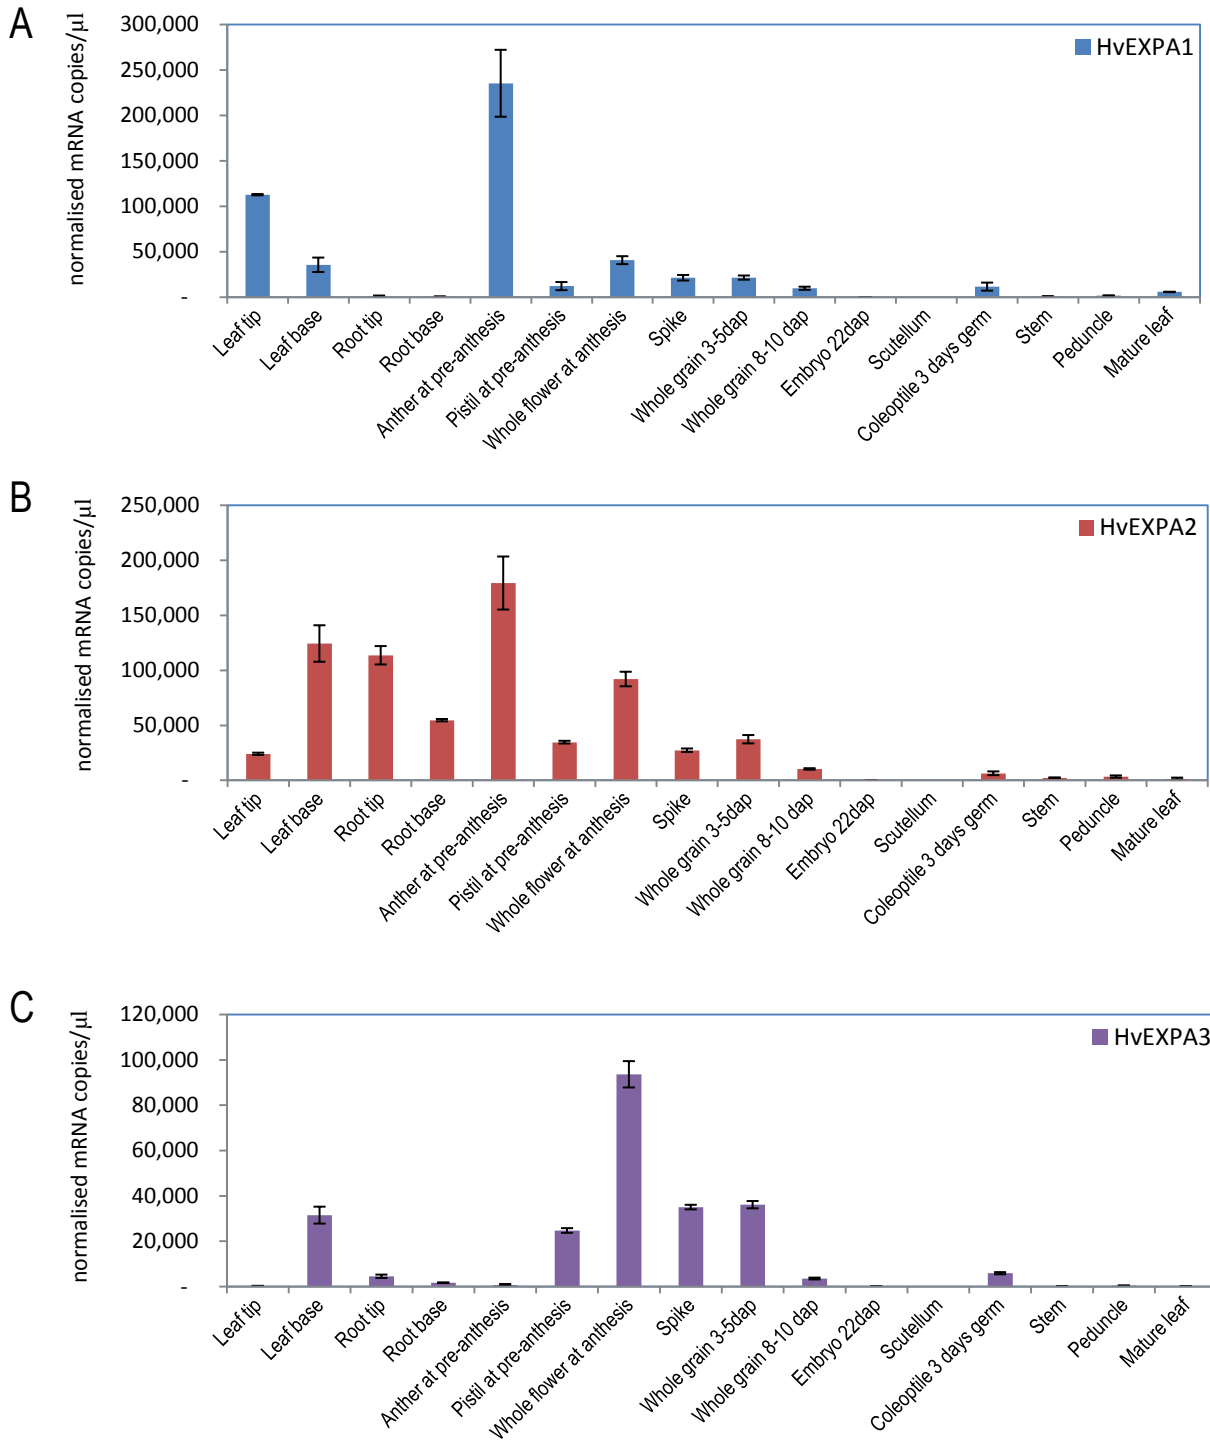 A
normalised mRNA copies/µl
300,000
250,000
200,000
150,000
100,000
50,000
-
HvEXPA1
Leaf tip
Leaf base
Root tip
Root base
Anther at pre-anthesis
Pistil at pre-anthesis
Whole flower at anthesis
Spike
Whole grain 3-5dap
Whole grain 8-10 dap
Embryo 22dap
Scutellum
Coleoptile 3 days germ
Stem
Peduncle
Mature leaf
B
normalised mRNA copies/µl
250,000
200,000
150,000
100,000
50,000
-
HvEXPA2
Leaf tip
Leaf base
Root tip
Root base
Anther at pre-anthesis
Pistil at pre-anthesis
Whole flower at anthesis
Spike
Whole grain 3-5dap
Whole grain 8-10 dap
Embryo 22dap
Scutellum
Coleoptile 3 days germ
Stem
Peduncle
Mature leaf
C
normalised mRNA copies/µl
120,000
100,000
80,000
60,000
40,000
20,000
-
HvEXPA3
Leaf tip
Leaf base
Root tip
Root base
Anther at pre-anthesis
Pistil at pre-anthesis
Whole flower at anthesis
Spike
Whole grain 3-5dap
Whole grain 8-10 dap
Embryo 22dap
Scutellum
Coleoptile 3 days germ
Stem
Peduncle
Mature leaf